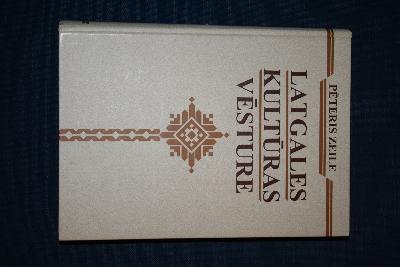 PĒTERIS ZEILE
LATGALES
KULTŪRAS
VĒSTURE